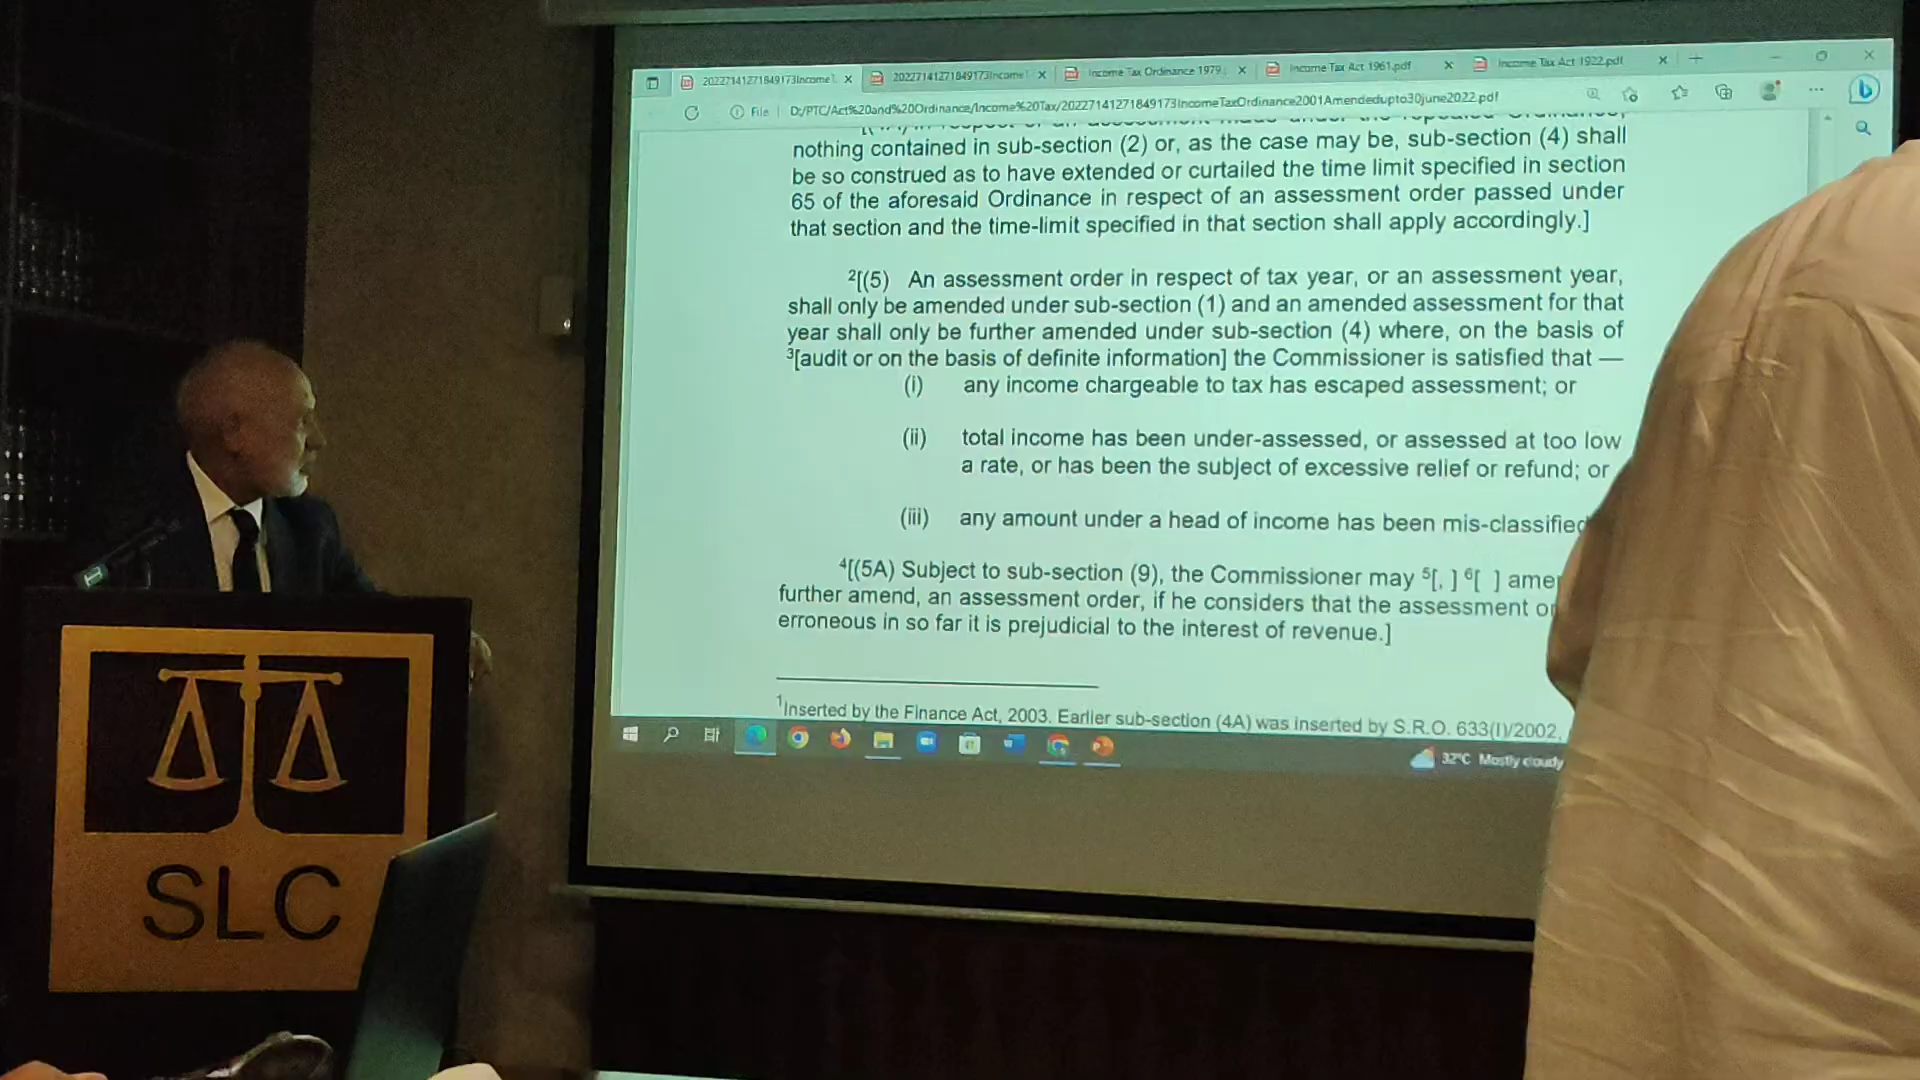 20227141271849173IncomeT
20227141271849173IncomeT
Income Tax Ordinance 1979.
Income Tax Act 1961.pdf
Income Tax Act 1922.pdf
File
D:/PTC/Act%20and%20Ordinance/Income%20Tax/20227141271849173IncomeTaxOrdinance2001Amendedupto30june2022.pdf
nothing contained in sub-section (2) or, as the case may be, sub-section (4) shall
be so construed as to have extended or curtailed the time limit specified in section
65 of the aforesaid Ordinance in respect of an assessment order passed under
that section and the time-limit specified in that section shall apply accordingly.]
2[(5) An assessment order in respect of tax year, or an assessment year,
shall only be amended under sub-section (1) and an amended assessment for that
year shall only be further amended under sub-section (4) where, on the basis of
3[audit or on the basis of definite information] the Commissioner is satisfied that —
(i) any income chargeable to tax has escaped assessment; or
(ii) total income has been under-assessed, or assessed at too low
a rate, or has been the subject of excessive relief or refund; or
(iii) any amount under a head of income has been mis-classified
4[(5A) Subject to sub-section (9), the Commissioner may 5[, ] 6[ ] ame
further amend, an assessment order, if he considers that the assessment or
erroneous in so far it is prejudicial to the interest of revenue.]
1Inserted by the Finance Act, 2003. Earlier sub-section (4A) was inserted by S.R.O. 633(I)/2002,
32°C Mostly cloudy
SLC